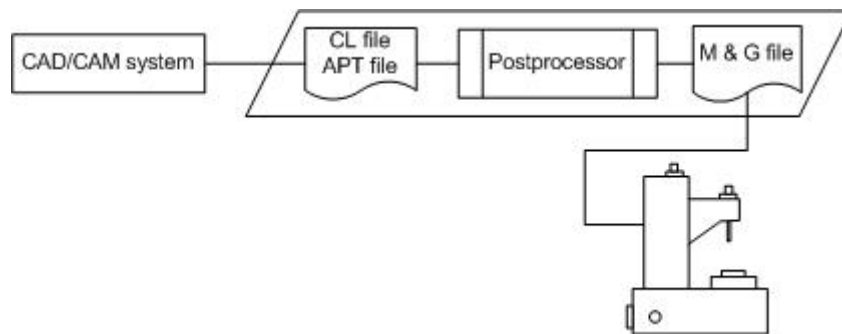 CAD/CAM system
CL file
APT file
Postprocessor
M & G file